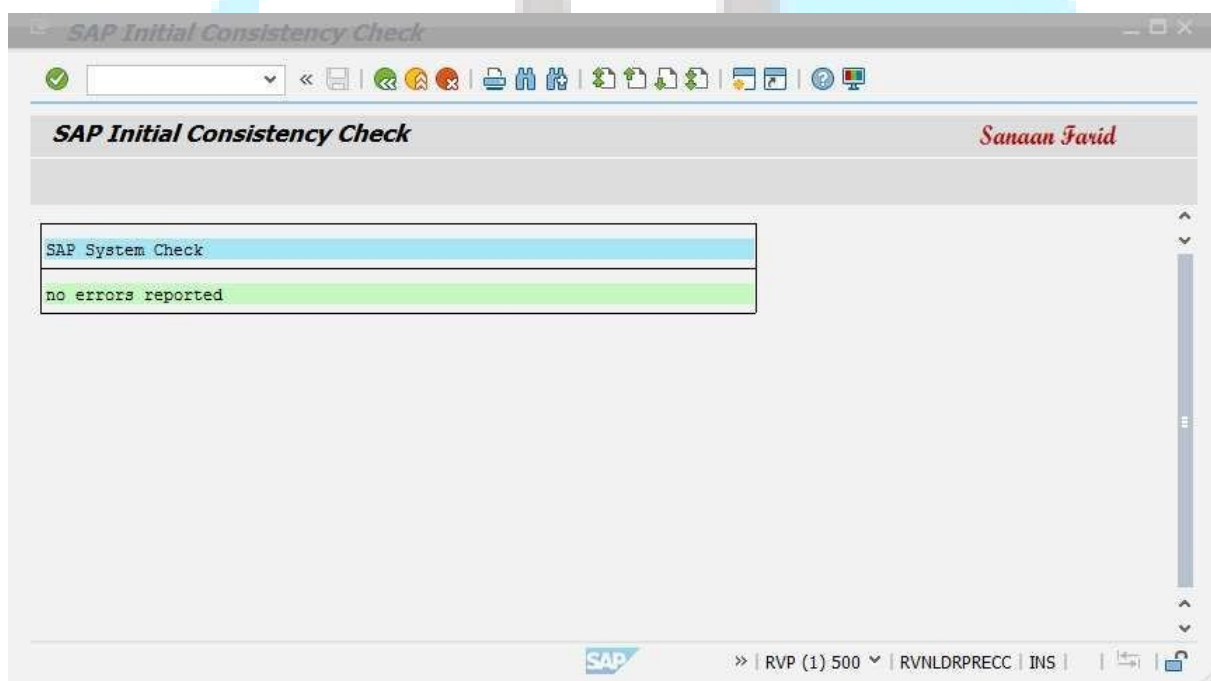 SAP Initial Consistency Check
SAP Initial Consistency Check
Sanaan Farid
SAP System Check
no errors reported
SAP
» | RVP (1) 500 | RVNLDRPRECC | INS |